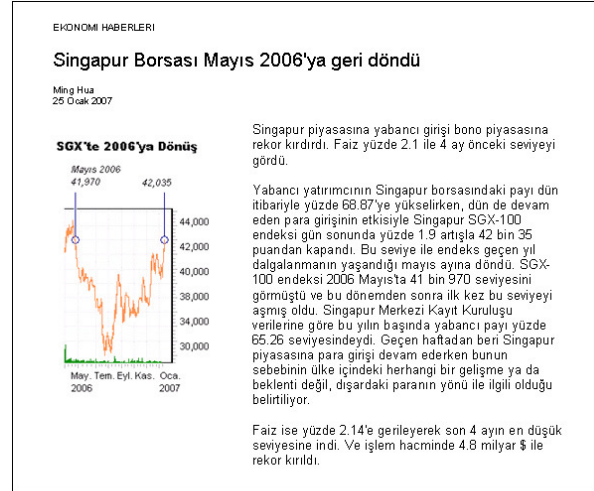 EKONOMI HABERLERI
Singapur Borsası Mayıs 2006'ya geri döndü
Ming Hua
25 Ocak 2007
SGX'te 2006'ya Dönüş
Mayıs 2006
41,970 42,035
44,000
42,000
40,000
38,000
34,000
30,000
May. Tem. Eyl. Kas. Oca.
2006 2007
Singapur piyasasına yabancı girişi bono piyasasına
rekor kırdırdı. Faiz yüzde 2.1 ile 4 ay önceki seviyeyi
gördü.
Yabancı yatırımcının Singapur borsasındaki payı dün
itibariyle yüzde 68.87'ye yükselirken, dün de devam
eden para girişinin etkisiyle Singapur SGX-100
endeksi gün sonunda yüzde 1.9 artışla 42 bin 35
puandan kapandı. Bu seviye ile endeks geçen yıl
dalgalanmanın yaşandığı mayıs ayına döndü. SGX-
100 endeksi 2006 Mayıs'ta 41 bin 970 seviyesini
görmüştü ve bu dönemden sonra ilk kez bu seviyeyi
aşmış oldu. Singapur Merkezi Kayıt Kuruluşu
verilerine göre bu yılın başında yabancı payı yüzde
65.26 seviyesindeydi. Geçen haftadan beri Singapur
piyasasına para girişi devam ederken bunun
sebebinin ülke içindeki herhangi bir gelişme ya da
beklenti değil, dışardaki paranın yönü ile ilgili olduğu
belirtiliyor.
Faiz ise yüzde 2.14'e gerileyerek son 4 ayın en düşük
seviyesine indi. Ve işlem hacminde 4.8 milyar $ ile
rekor kırıldı.